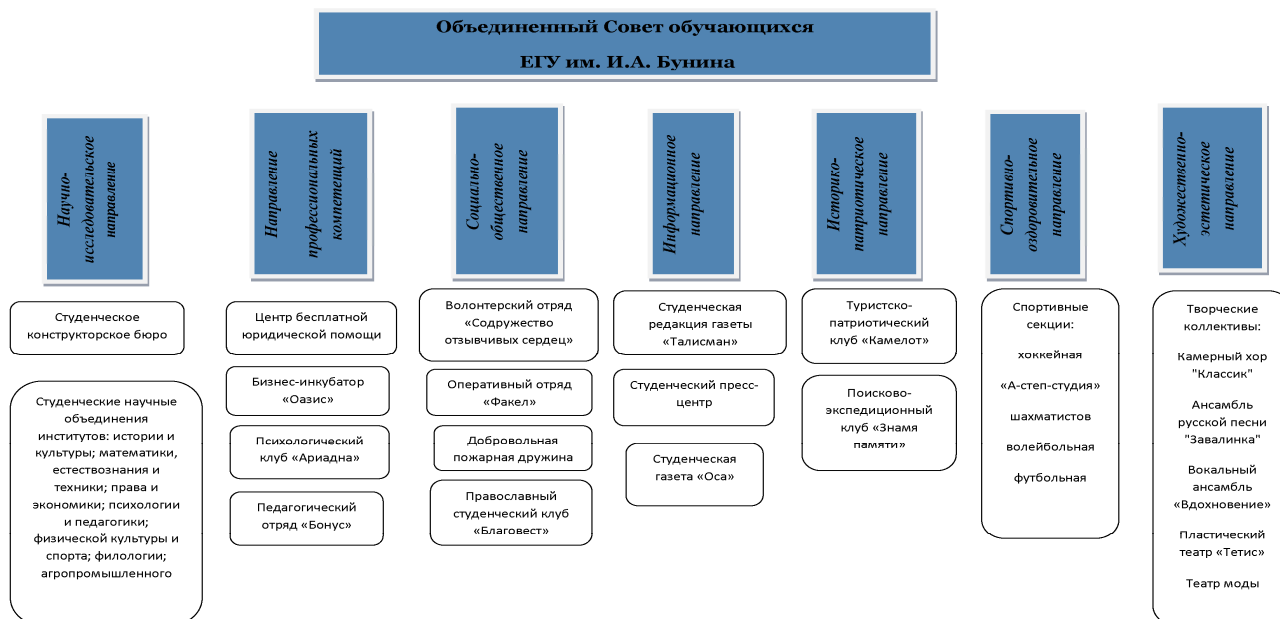 Объединенный Совет обучающихся
ЕГУ им. И.А. Бунина
Научно-
исследовательское
направление
Направление
профессиональных
компетенций
Социально-
общественное
направление
Информационное
направление
Историко-
патриотическое
направление
Спортивно-
оздоровительное
направление
Художественно-
эстетическое
направление
Студенческое
конструкторское бюро
Студенческие научные
объединения
институтов: истории и
культуры; математики,
естествознания и
техники; права и
экономики; психологии
и педагогики;
физической культуры и
спорта; филологии;
агропромышленного
Центр бесплатной
юридической помощи
Бизнес-инкубатор
«Оазис»
Психологический
клуб «Ариадна»
Педагогический
отряд «Бонус»
Волонтерский отряд
«Содружество
отзывчивых сердец»
Оперативный отряд
«Факел»
Добровольная
пожарная дружина
Православный
студенческий клуб
«Благовест»
Студенческая
редакция газеты
«Талисман»
Студенческий пресс-
центр
Студенческая
газета «Оса»
Туристско-
патриотический
клуб «Камелот»
Поисково-
экспедиционный
клуб «Знамя
памяти»
Спортивные
секции:
хоккейная
«А-степ-студия»
шахматистов
волейбольная
футбольная
Творческие
коллективы:
Камерный хор
"Классик"
Ансамбль
русской песни
"Завалинка"
Вокальный
ансамбль
«Вдохновение»
Пластический
театр «Тетис»
Театр моды